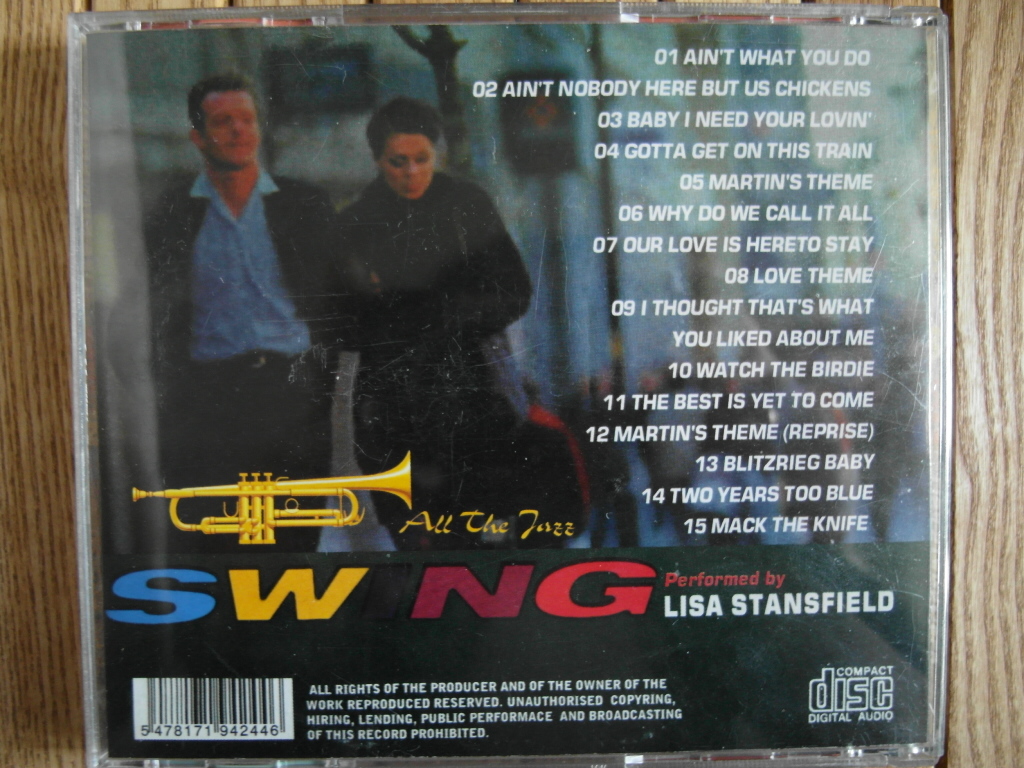 01 AIN'T WHAT YOU DO
02 AIN'T NOBODY HERE BUT US CHICKENS
03 BABY I NEED YOUR LOVIN'
04 GOTTA GET ON THIS TRAIN
05 MARTIN'S THEME
06 WHY DO WE CALL IT ALL
07 OUR LOVE IS HERETO STAY
08 LOVE THEME
09 I THOUGHT THAT'S WHAT
YOU LIKED ABOUT ME
10 WATCH THE BIRDIE
11 THE BEST IS YET TO COME
12 MARTIN'S THEME (REPRISE)
13 BLITZRIEG BABY
14 TWO YEARS TOO BLUE
15 MACK THE KNIFE
All The Jazz
SWING
Performed by
LISA STANSFIELD
5 478171 942446
ALL RIGHTS OF THE PRODUCER AND OF THE OWNER OF THE
WORK REPRODUCED RESERVED. UNAUTHORISED COPYRING,
HIRING, LENDING, PUBLIC PERFORMACE AND BROADCASTING
OF THIS RECORD PROHIBITED.
COMPACT
disc
DIGITAL AUDIO